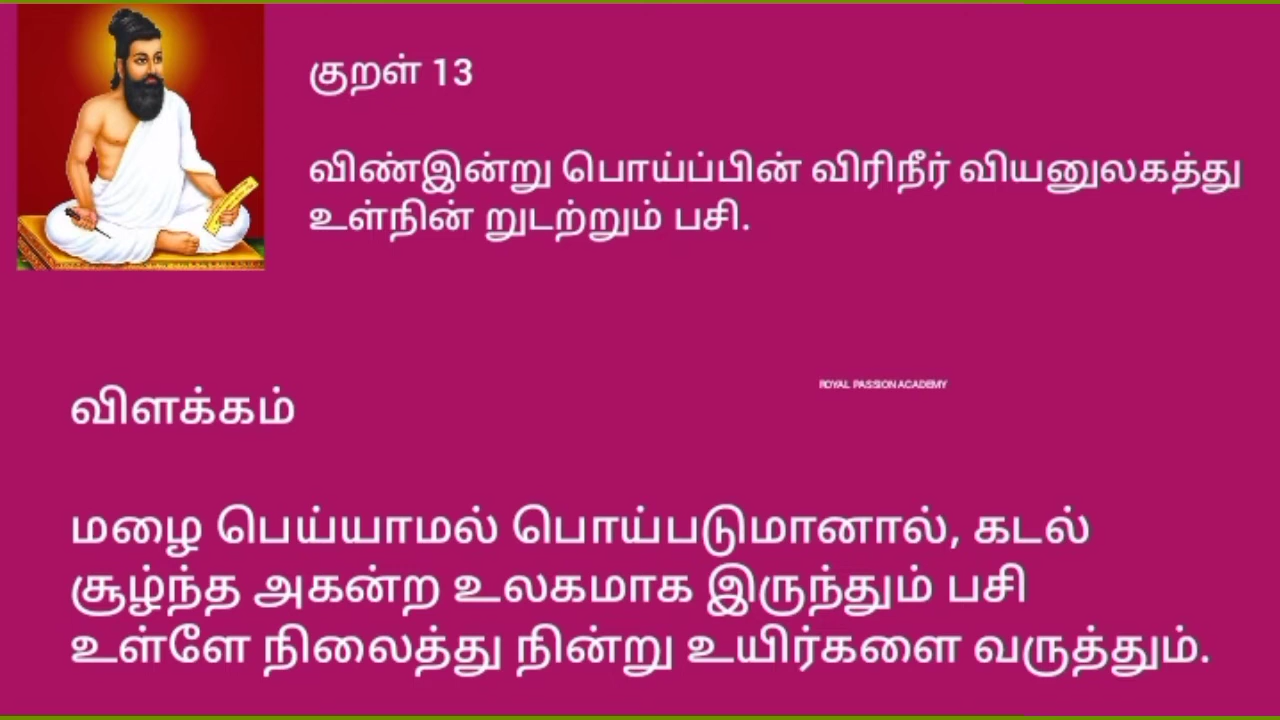 குறள் 13
விண்இன்று பொய்ப்பின் விரிநீர் வியனுலகத்து
உள்நின் றுடற்றும் பசி.
ROYAL PASSION ACADEMY
விளக்கம்
மழை பெய்யாமல் பொய்படுமானால், கடல்
சூழ்ந்த அகன்ற உலகமாக இருந்தும் பசி
உள்ளே நிலைத்து நின்று உயிர்களை வருத்தும்.